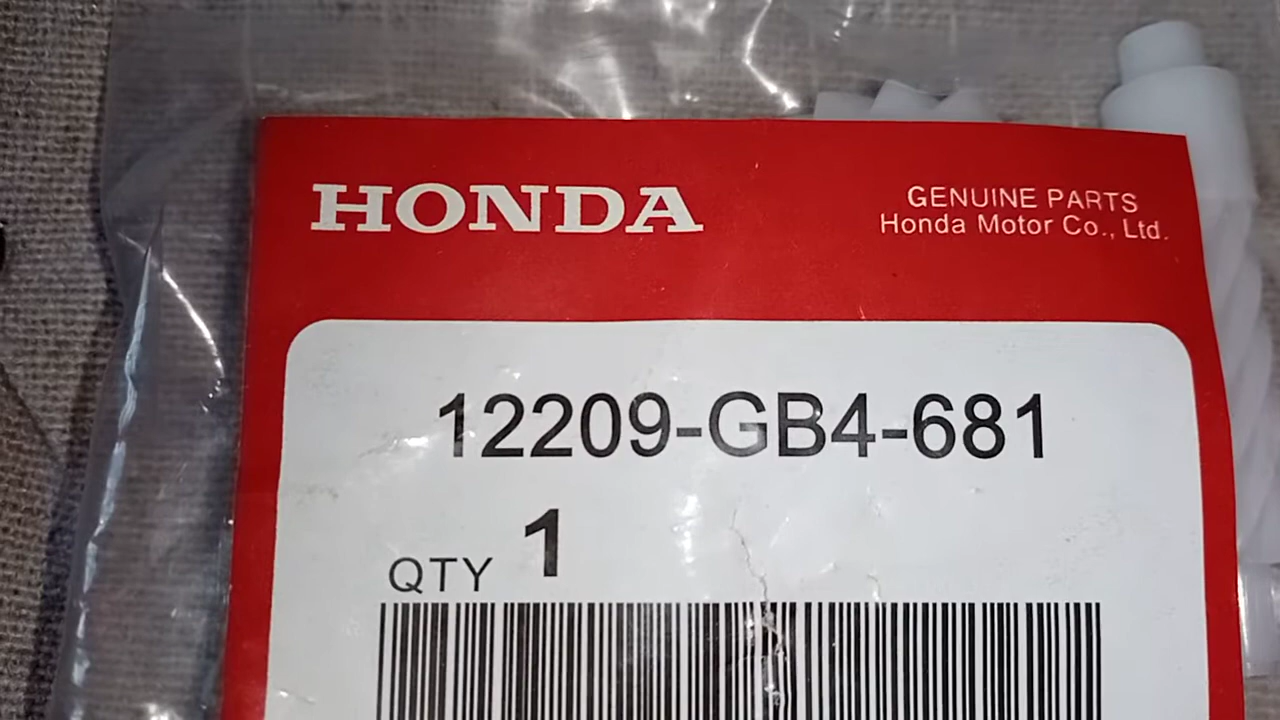 HONDA
GENUINE PARTS
Honda Motor Co., Ltd.
12209-GB4-681
QTY 1